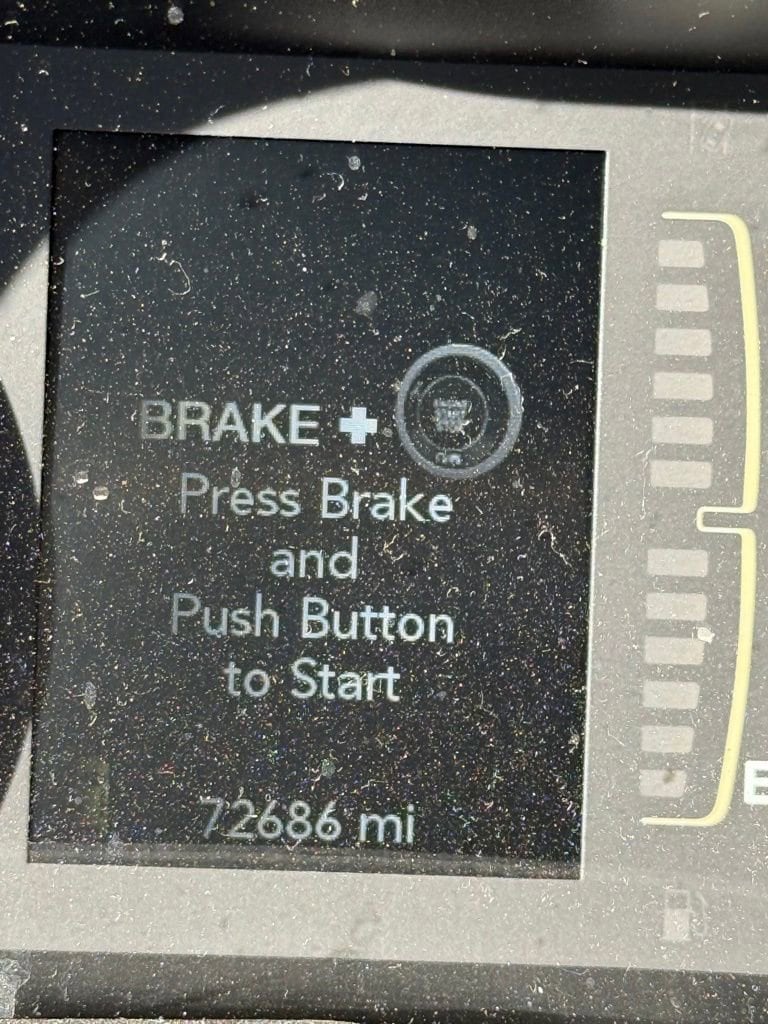 BRAKE +
Press Brake
and
Push Button
to Start
72686 mi
E